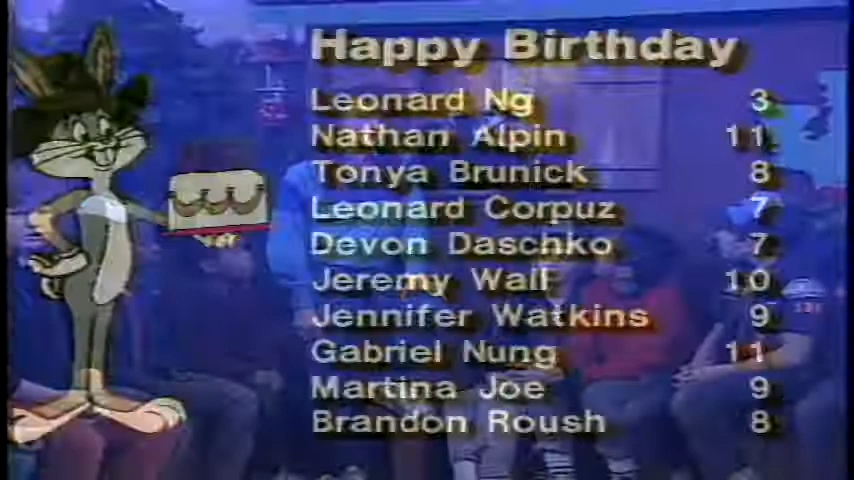 Happy Birthday
Leonard Ng 3
Nathan Alpin 11
Tonya Brunick 8
Leonard Corpuz 7
Devon Daschko 7
Jeremy Wall 10
Jennifer Watkins 9
Gabriel Nung 11
Martina Joe 9
Brandon Roush 8